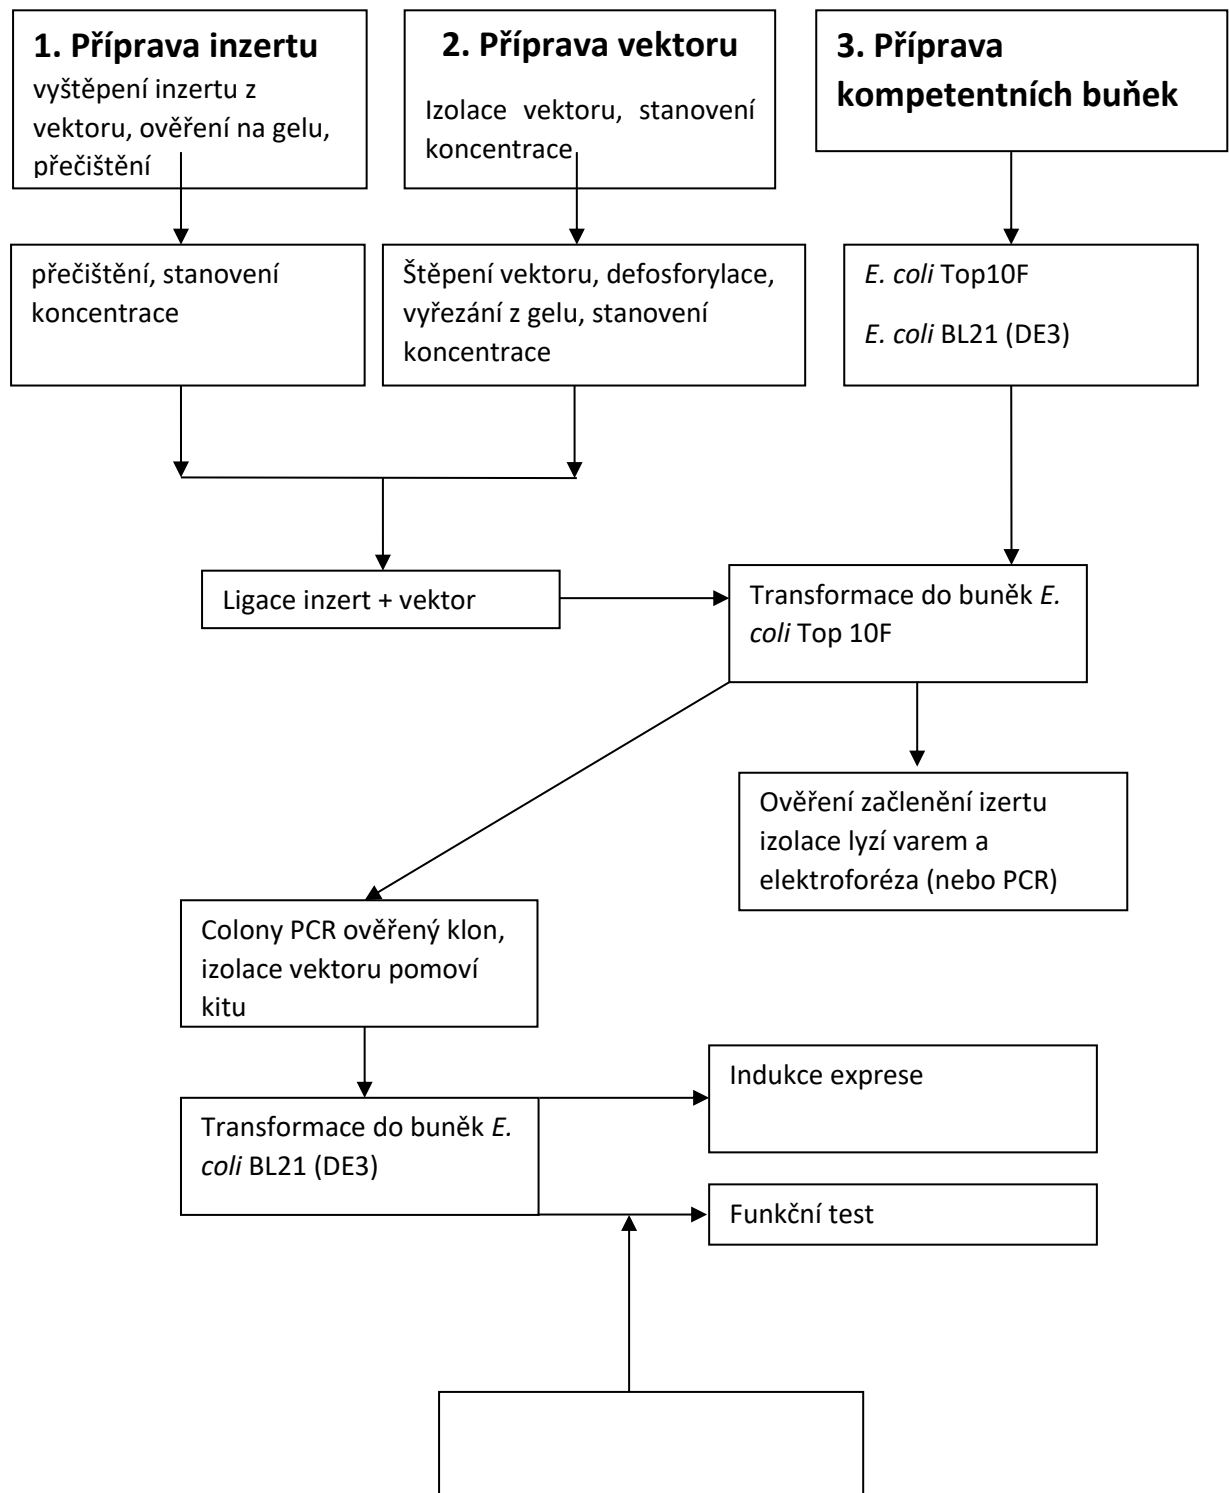 1. Příprava inzertu
vyštěpení inzertu z
vektoru, ověření na gelu,
přečištění
2. Příprava vektoru
Izolace vektoru, stanovení
koncentrace
3. Příprava
kompetentních buňek
přečištění, stanovení
koncentrace
Štěpení vektoru, defosforylace,
vyřezání z gelu, stanovení
koncentrace
E. coli Top10F
E. coli BL21 (DE3)
Ligace inzert + vektor
Transformace do buněk E.
coli Top 10F
Ověření začlenění izertu
izolace lyzí varem a
elektroforéza (nebo PCR)
Colony PCR ověřený klon,
izolace vektoru pomoví
kitu
Transformace do buněk E.
coli BL21 (DE3)
Indukce exprese
Funkční test